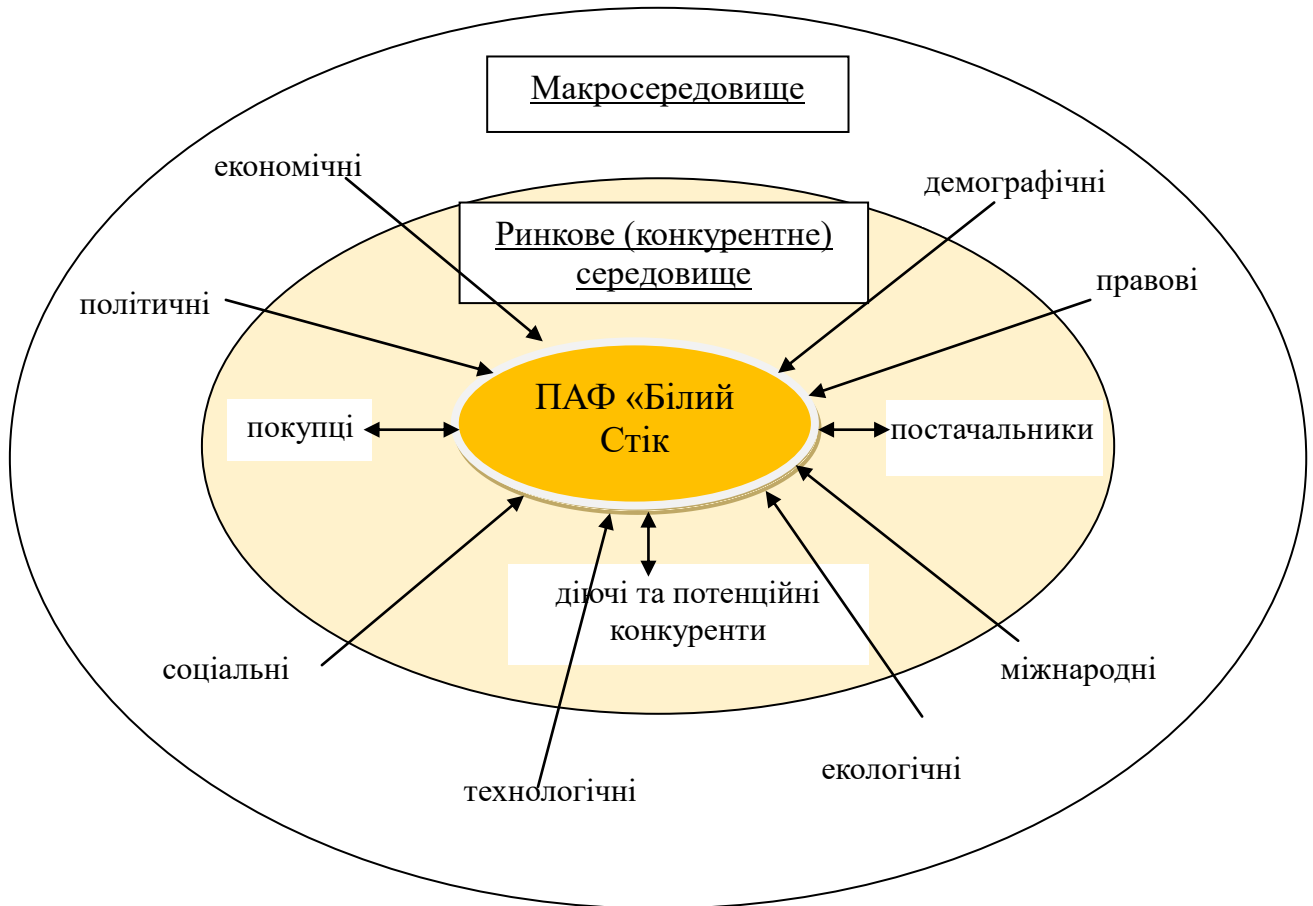 Макросередовище
економічні
демографічні
Ринкове (конкурентне)
середовище
правові
політичні
ПАФ «Білий
Стік
покупці
постачальники
діючі та потенційні
конкуренти
соціальні
міжнародні
екологічні
технологічні